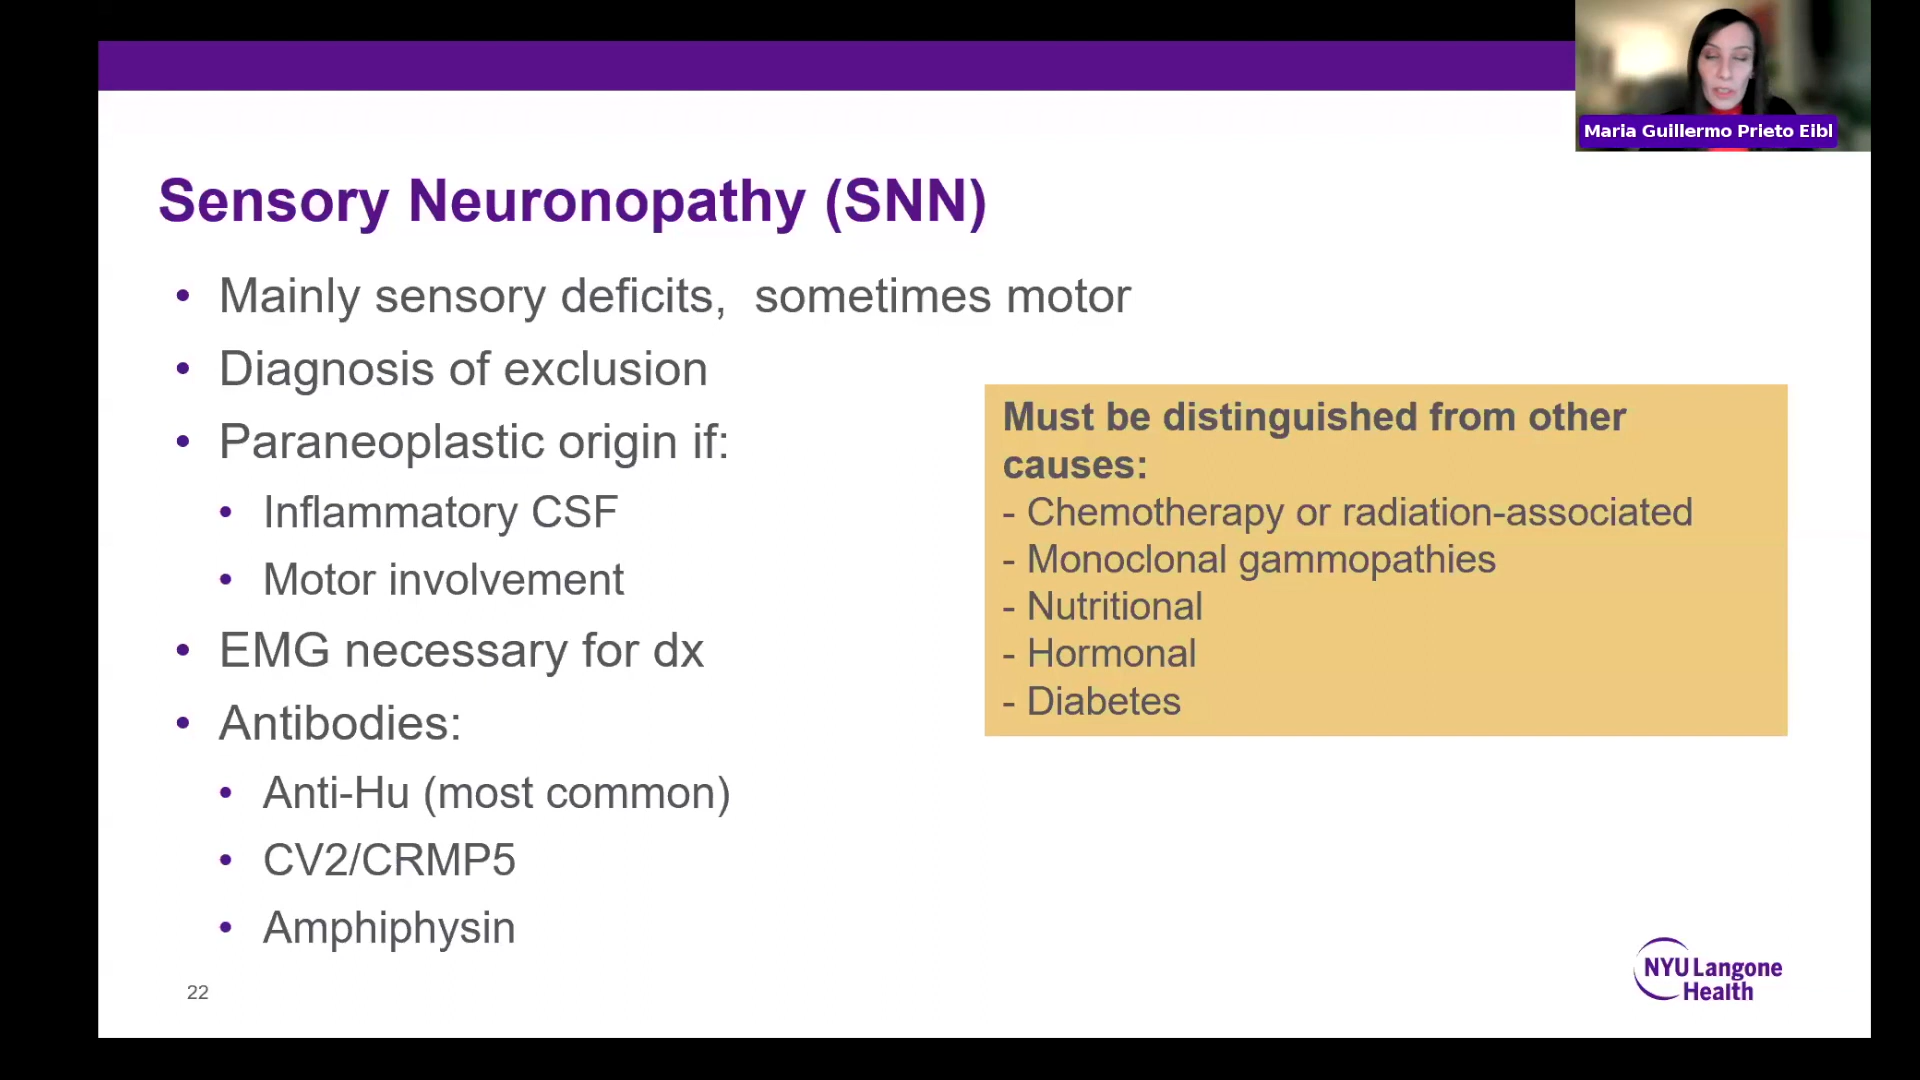 Maria Guillermo Prieto Eibl
Sensory Neuronopathy (SNN)
• Mainly sensory deficits,  sometimes motor
• Diagnosis of exclusion
• Paraneoplastic origin if:
• Inflammatory CSF
• Motor involvement
• EMG necessary for dx
• Antibodies:
• Anti-Hu (most common)
• CV2/CRMP5
• Amphiphysin
Must be distinguished from other
causes:
- Chemotherapy or radiation-associated
- Monoclonal gammopathies
- Nutritional
- Hormonal
- Diabetes
22
NYU Langone
Health